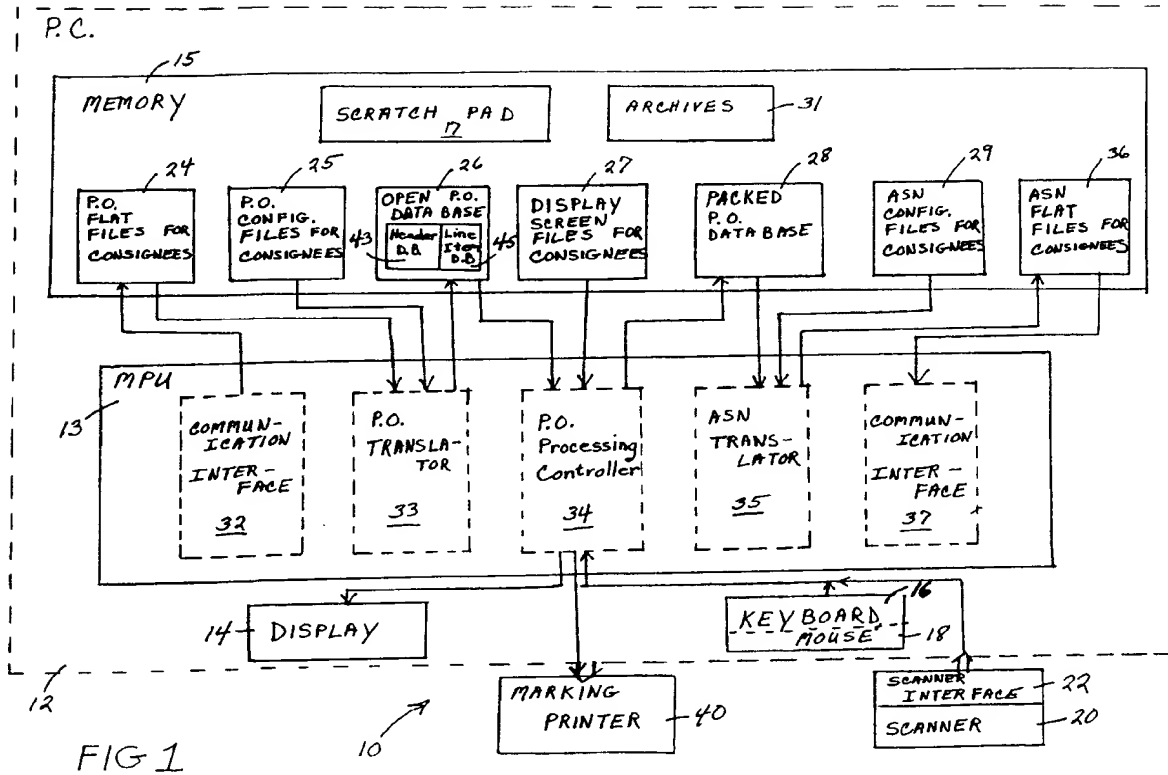 P.C.
15
MEMORY
SCRATCH PAD
17
ARCHIVES
31
24
P.O.
FLAT
FILES FOR
CONSIGNEES
25
P.O.
CONFIG.
FILES FOR
CONSIGNEES
26
OPEN P.O.
DATA BASE
43
Header
D.B.
Line
Item
D.B.
45
27
DISPLAY
SCREEN
FILES FOR
CONSIGNEES
28
PACKED
P.O.
DATABASE
29
ASN
CONFIG.
FILES FOR
CONSIGNEES
36
ASN
FLAT
FILES FOR
CONSIGNEES
MPU
13
COMMUN-
ICATION
INTER-
FACE
32
P.O.
TRANSLA-
TOR
33
P.O.
Processing
Controller
34
ASN
TRANS-
LATOR
35
COMMUN-
ICATION
INTER-
FACE
37
14
DISPLAY
KEYBOARD
16
MOUSE
18
12
MARKING
PRINTER
40
SCANNER
INTERFACE
22
SCANNER
20
10
FIG 1